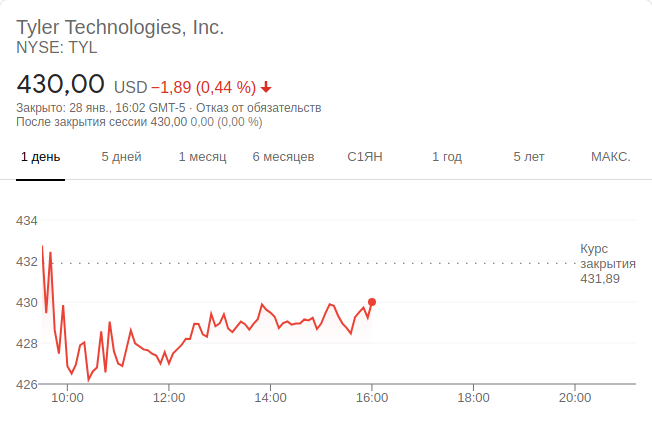 Tyler Technologies, Inc.
NYSE: TYL
430,00 USD −1,89 (0,44 %)
Закрыто: 28 янв., 16:02 GMT-5 · Отказ от обязательств
После закрытия сессии 430,00 0,00 (0,00 %)
1 день 5 дней 1 месяц 6 месяцев С1ЯН 1 год 5 лет МАКС.
434
432
430
428
426
Курс
закрытия
431,89
10:00 12:00 14:00 16:00 18:00 20:00